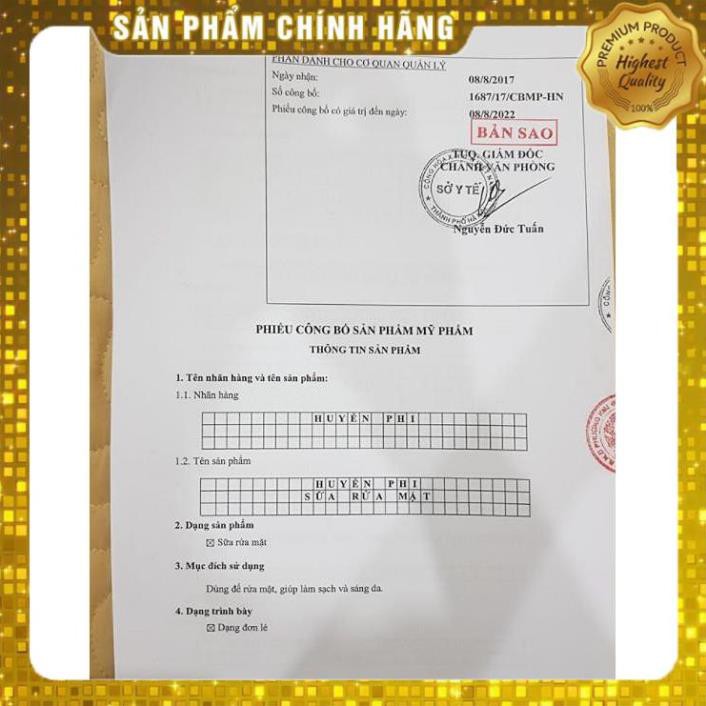 SẢN PHẨM CHÍNH HÃNG
PREMIUM PRODUCT
Highest
Quality
100%
PHẦN DÀNH CHO CƠ QUAN QUẢN LÝ
Ngày nhận: 08/8/2017
Số công bố: 1687/17/CBMP-HN
Phiếu công bố có giá trị đến ngày: 08/8/2022
BẢN SAO
TUQ. GIÁM ĐỐC
CHÁNH VĂN PHÒNG
SỞ Y TẾ
THÀNH PHỐ HÀ
Nguyễn Đức Tuấn
PHIẾU CÔNG BỐ SẢN PHẨM MỸ PHẨM
THÔNG TIN SẢN PHẨM
1. Tên nhãn hàng và tên sản phẩm:
1.1. Nhãn hàng
HUYỀN PHI
1.2. Tên sản phẩm
HUYỀN PHI
SỮA RỬA MẶT
2. Dạng sản phẩm
☒ Sữa rửa mặt
3. Mục đích sử dụng
Dùng để rửa mặt, giúp làm sạch và sáng da.
4. Dạng trình bày
☒ Dạng đơn lẻ